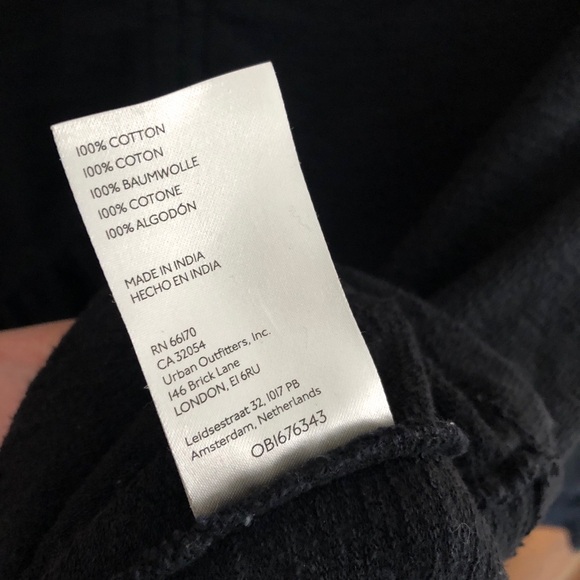 100% COTTON
100% COTON
100% BAUMWOLLE
100% COTONE
100% ALGODÓN
MADE IN INDIA
HECHO EN INDIA
RN 66170
CA 32054
Urban Outfitters, Inc.
146 Brick Lane
LONDON, E1 6RU
Leidsestraat 32, 1017 PB
Amsterdam, Netherlands
OB1676343